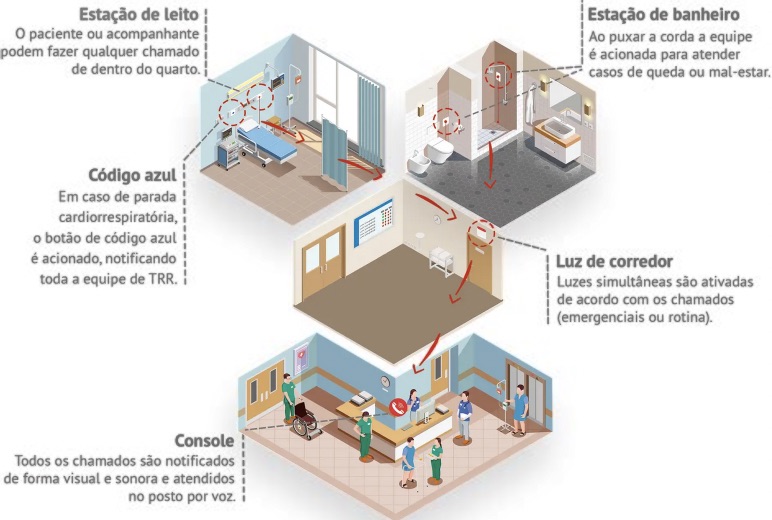 Estação de leito
O paciente ou acompanhante
podem fazer qualquer chamado
de dentro do quarto.
Estação de banheiro
Ao puxar a corda a equipe
é acionada para atender
casos de queda ou mal-estar.
Código azul
Em caso de parada
cardiorrespiratória,
o botão de código azul
é acionado, notificando
toda a equipe de TRR.
Luz de corredor
Luzes simultâneas são ativadas
de acordo com os chamados
(emergenciais ou rotina).
Console
Todos os chamados são notificados
de forma visual e sonora e atendidos
no posto por voz.